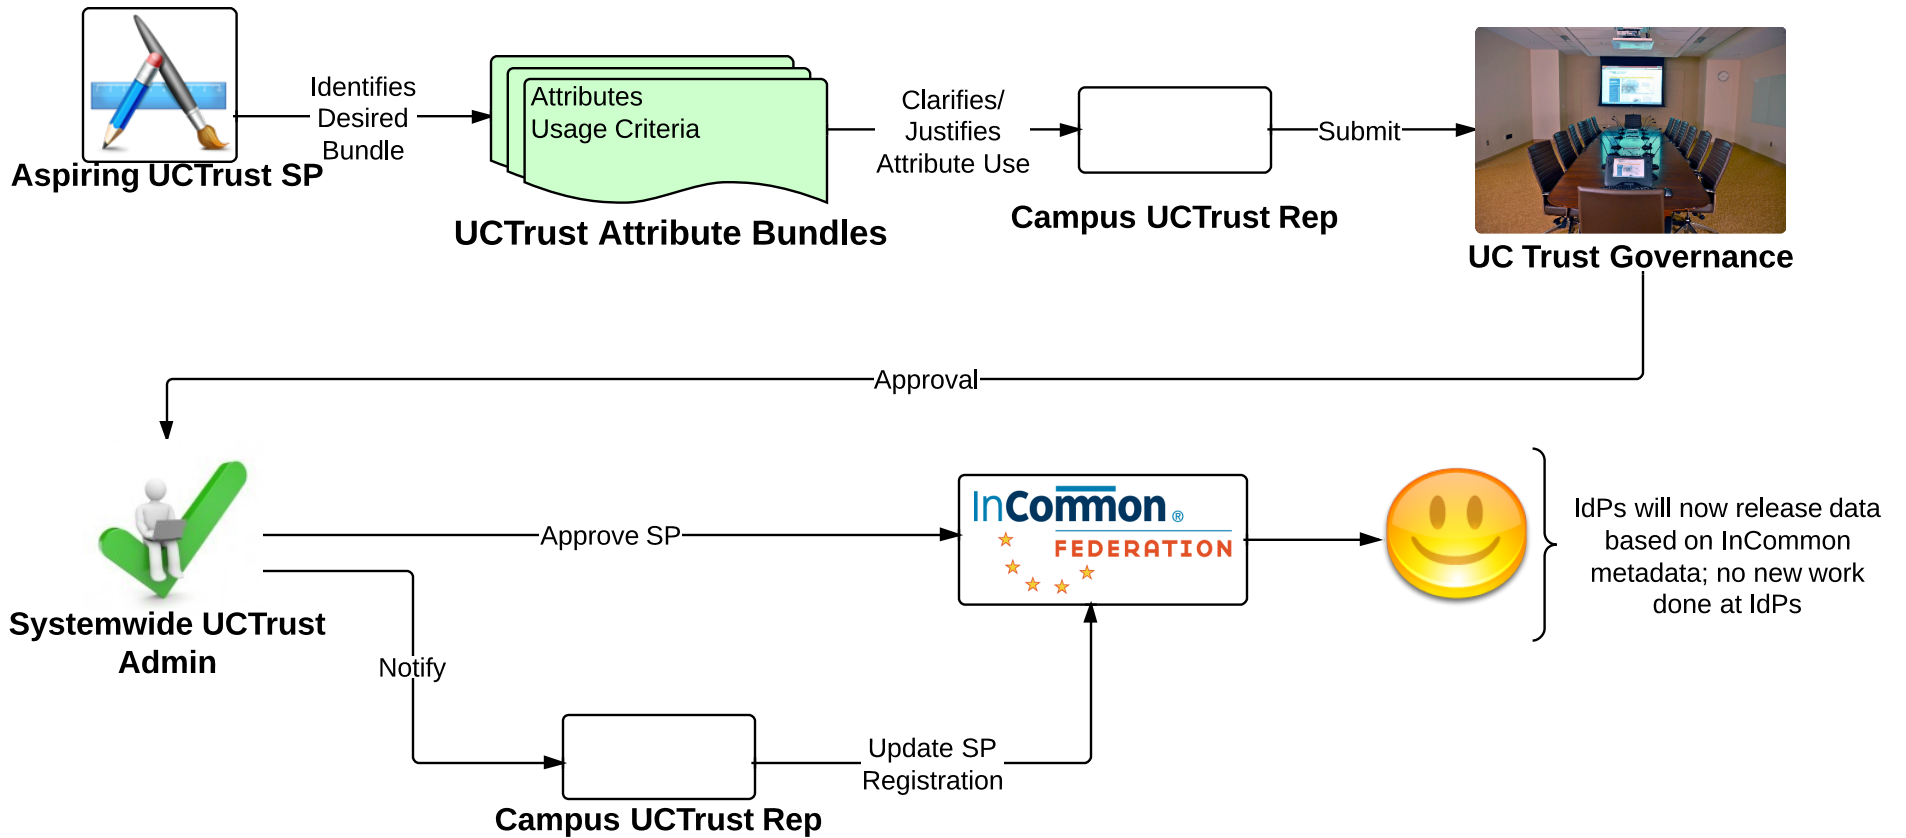 Identifies
Desired
Bundle
Aspiring UCTrust SP
Attributes
Usage Criteria
UCTrust Attribute Bundles
Clarifies/
Justifies
Attribute Use
Campus UCTrust Rep
Submit
UC Trust Governance
Approval
Systemwide UCTrust
Admin
Approve SP
Notify
InCommon ®
FEDERATION
IdPs will now release data
based on InCommon
metadata; no new work
done at IdPs
Update SP
Registration
Campus UCTrust Rep